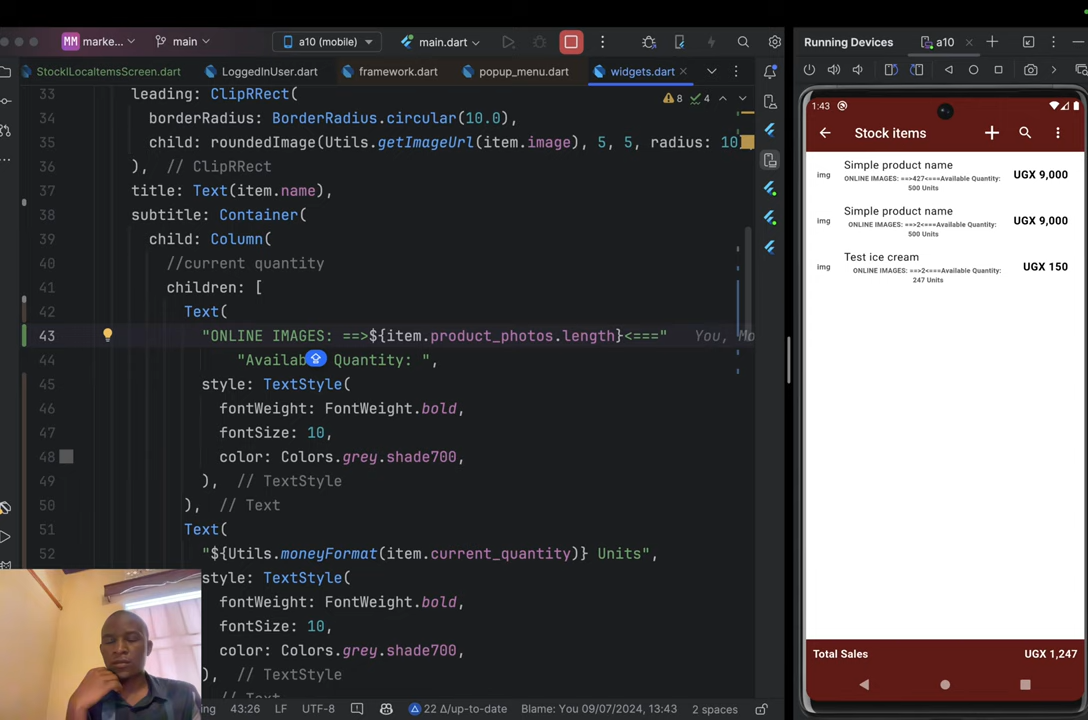 MM marke... main a10 (mobile) main.dart
StockILocaltemsScreen.dart LoggedInUser.dart framework.dart popup_menu.dart widgets.dart
8 4
33 leading: ClipRRect(
34 borderRadius: BorderRadius.circular(10.0),
35 child: roundedImage(Utils.getImageUrl(item.image), 5, 5, radius: 10
36 ), // ClipRRect
37 title: Text(item.name),
38 subtitle: Container(
39 child: Column(
40 //current quantity
41 children: [
42 Text(
43 "ONLINE IMAGES: ==>${item.product_photos.length}<===" You, Mo
44 "Availab Quantity: ",
45 style: TextStyle(
46 fontWeight: FontWeight.bold,
47 fontSize: 10,
48 color: Colors.grey.shade700,
49 ), // TextStyle
50 ), // Text
51 Text(
52 "${Utils.moneyFormat(item.current_quantity)} Units",
style: TextStyle(
fontWeight: FontWeight.bold,
fontSize: 10,
color: Colors.grey.shade700,
), // TextStyle
// Text
ng 43:26 LF UTF-8 22 Δ/up-to-date Blame: You 09/07/2024, 13:43 2 spaces
Running Devices a10
1:43
Stock items
img Simple product name UGX 9,000
ONLINE IMAGES: ==>427<===Available Quantity:
500 Units
img Simple product name UGX 9,000
ONLINE IMAGES: ==>2<===Available Quantity:
500 Units
img Test ice cream UGX 150
ONLINE IMAGES: ==>2<===Available Quantity:
247 Units
Total Sales UGX 1,247